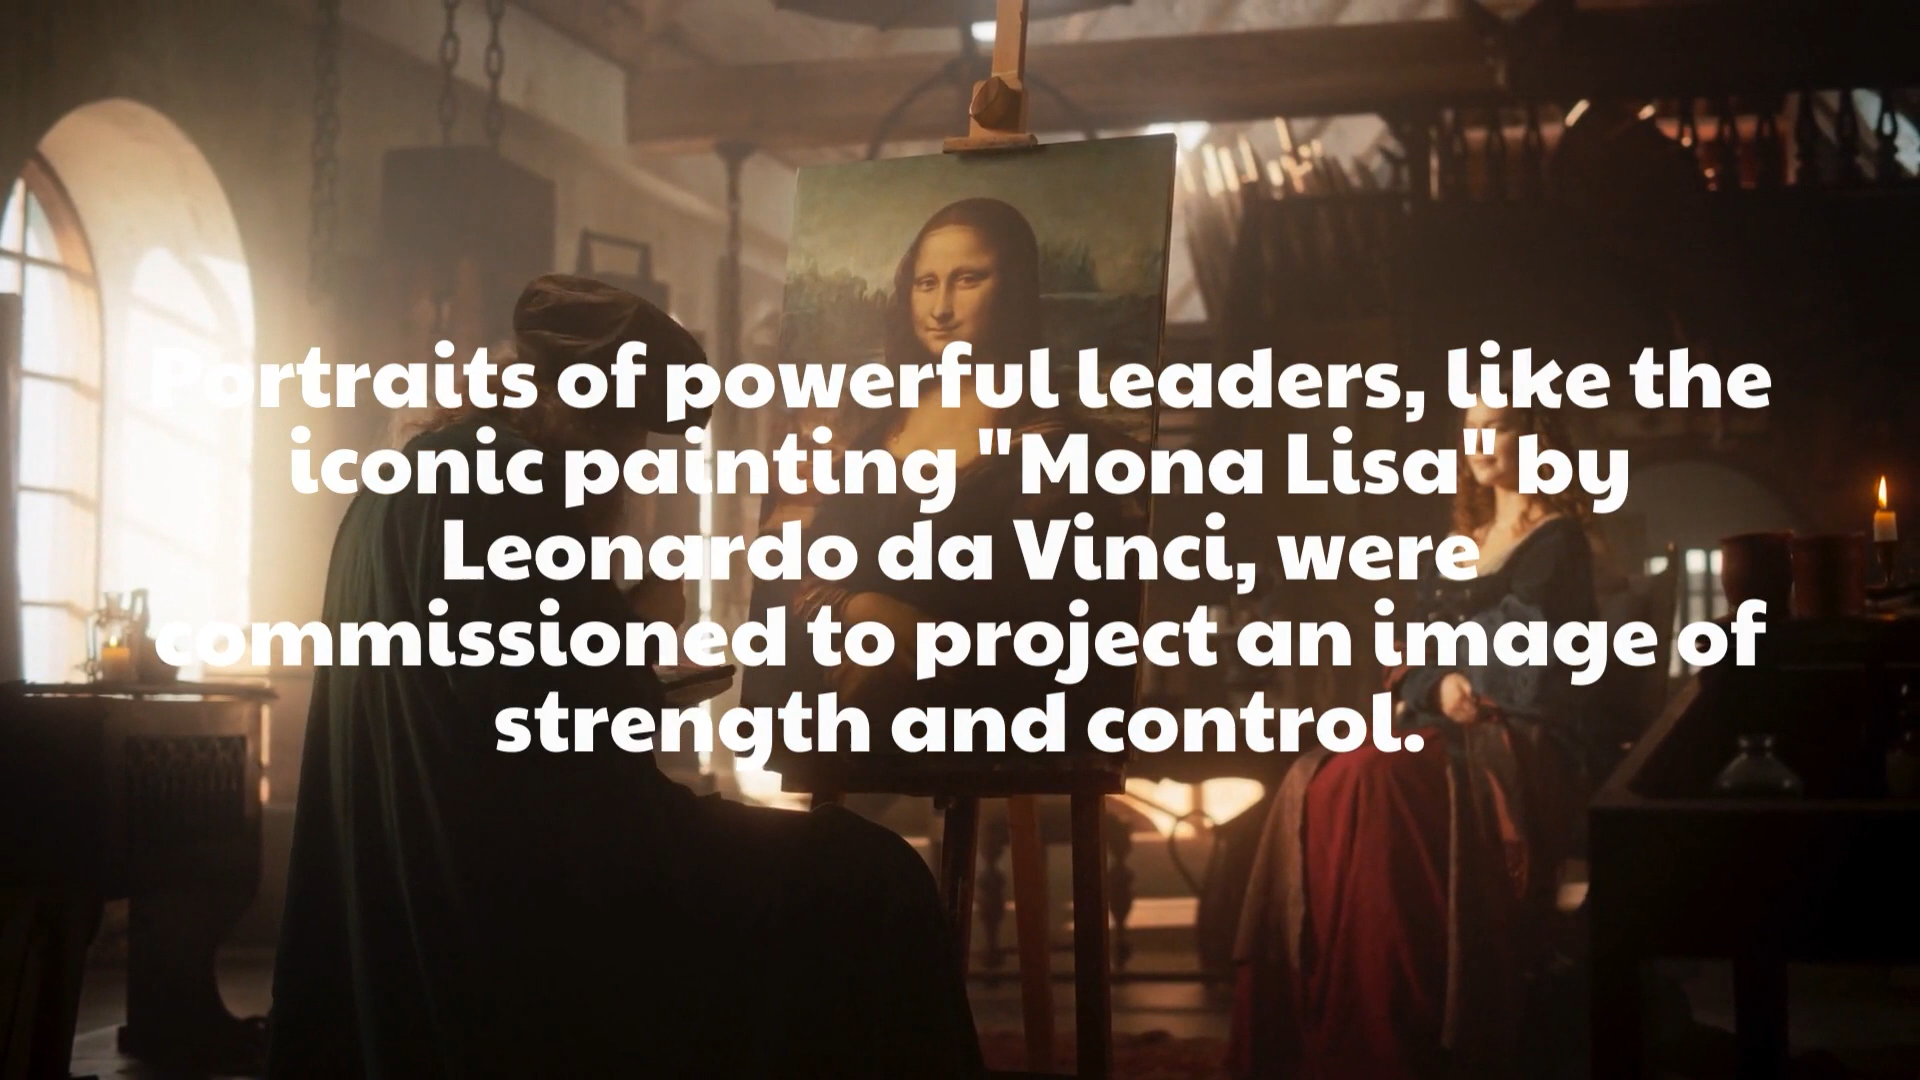 Portraits of powerful leaders, like the
iconic painting "Mona Lisa" by
Leonardo da Vinci, were
commissioned to project an image of
strength and control.